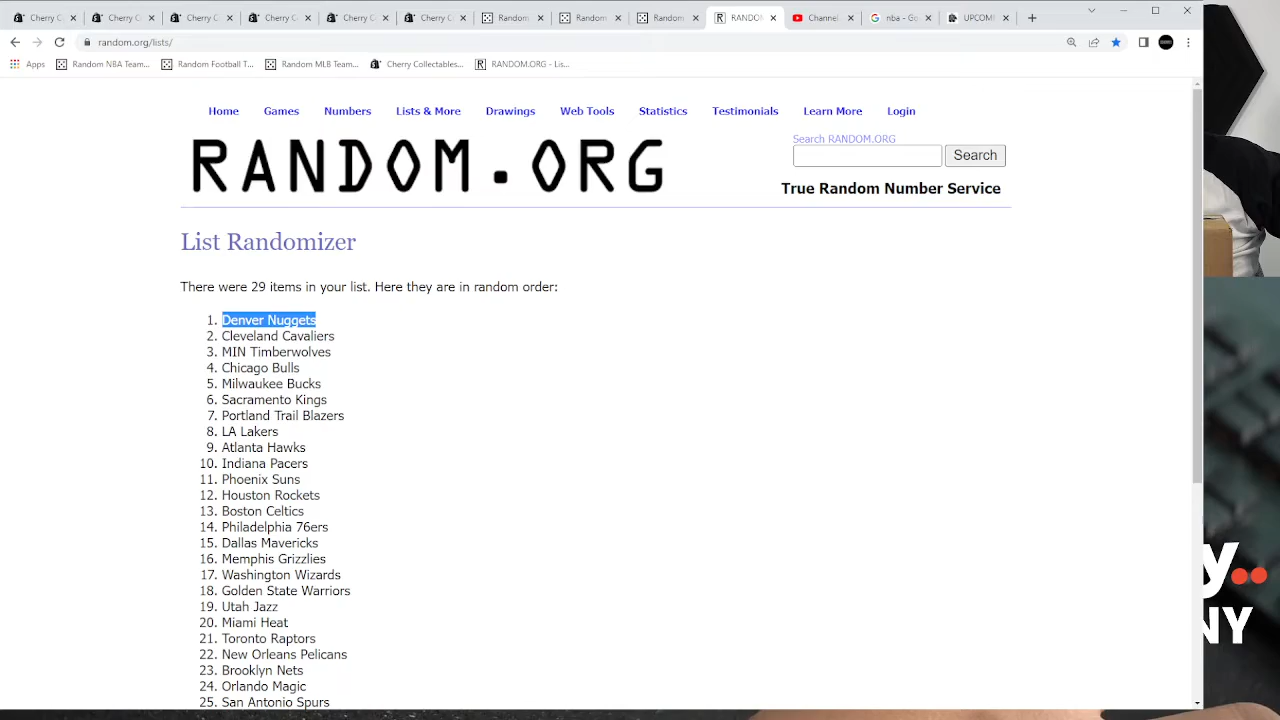 Cherry C
Cherry C
Cherry C
Cherry C
Cherry C
Cherry C
Random
Random
Random
RANDO
Channel
nba - Go
UPCOMI
random.org/lists/
Apps
Random NBA Team...
Random Football T...
Random MLB Team...
Cherry Collectables...
RANDOM.ORG - Lis...
Home Games Numbers Lists & More Drawings Web Tools Statistics Testimonials Learn More Login
RANDOM.ORG
Search RANDOM.ORG
Search
True Random Number Service
List Randomizer
There were 29 items in your list. Here they are in random order:
1. Denver Nuggets
2. Cleveland Cavaliers
3. MIN Timberwolves
4. Chicago Bulls
5. Milwaukee Bucks
6. Sacramento Kings
7. Portland Trail Blazers
8. LA Lakers
9. Atlanta Hawks
10. Indiana Pacers
11. Phoenix Suns
12. Houston Rockets
13. Boston Celtics
14. Philadelphia 76ers
15. Dallas Mavericks
16. Memphis Grizzlies
17. Washington Wizards
18. Golden State Warriors
19. Utah Jazz
20. Miami Heat
21. Toronto Raptors
22. New Orleans Pelicans
23. Brooklyn Nets
24. Orlando Magic
25. San Antonio Spurs
y..
NY